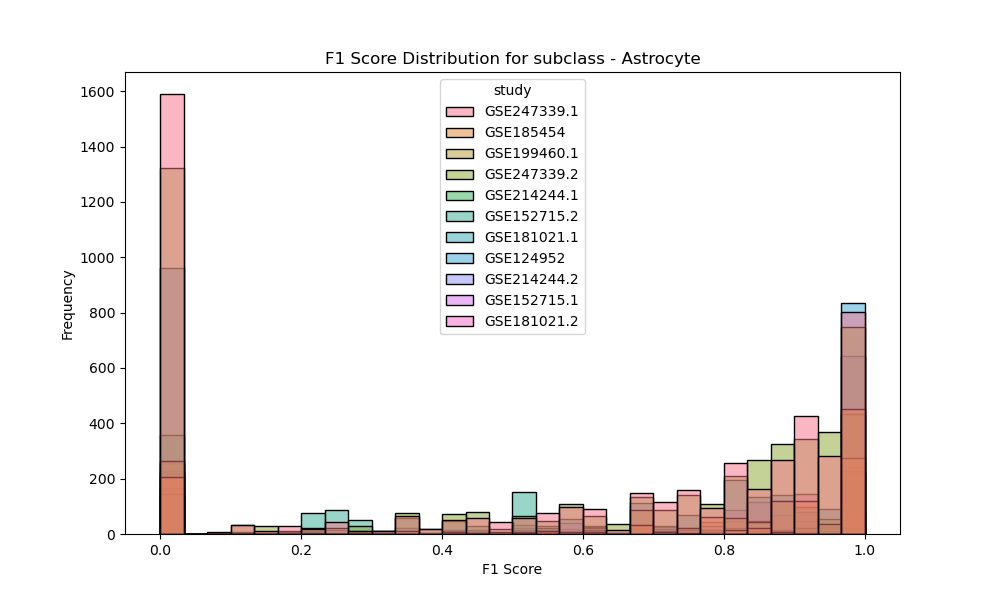 F1 Score Distribution for subclass - Astrocyte
study
GSE247339.1
GSE185454
GSE199460.1
GSE247339.2
GSE214244.1
GSE152715.2
GSE181021.1
GSE124952
GSE214244.2
GSE152715.1
GSE181021.2
Frequency
1600
1400
1200
1000
800
600
400
200
0
0.0 0.2 0.4 0.6 0.8 1.0
F1 Score